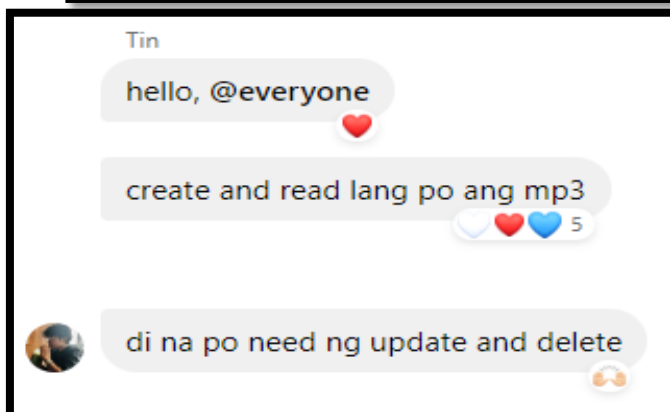 Tin
hello, @everyone
create and read lang po ang mp3
5
di na po need ng update and delete